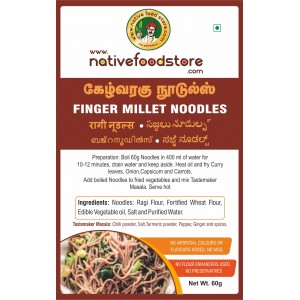 www.
nativefoodstore
.com
கேழ்வரகு நூடுல்ஸ்
FINGER MILLET NOODLES
रागी नूडल्स
Preparation: Boil 60g Noodles in 400 ml of water for
10-12 minutes, drain water and keep aside. Heat oil and fry Curry
leaves, Onion,Capsicum and Carrots.
Add boiled Noodles to fried vegetables and mix Tastemaker
Masala. Serve hot
Ingredients: Noodles: Ragi Flour, Fortified Wheat Flour,
Edible Vegetable oil, Salt and Purified Water.
Tastemaker Masala: Chilli powder, Salt Turmeric powder, Pepper, Ginger and spices.
NO ARTIFICIAL COLOURS OR
FLAVOURS ADDED, NO MSG.
NO FLOUR ENHANCERS USED,
NO PRESERVATIVES
Net Wt. 60g